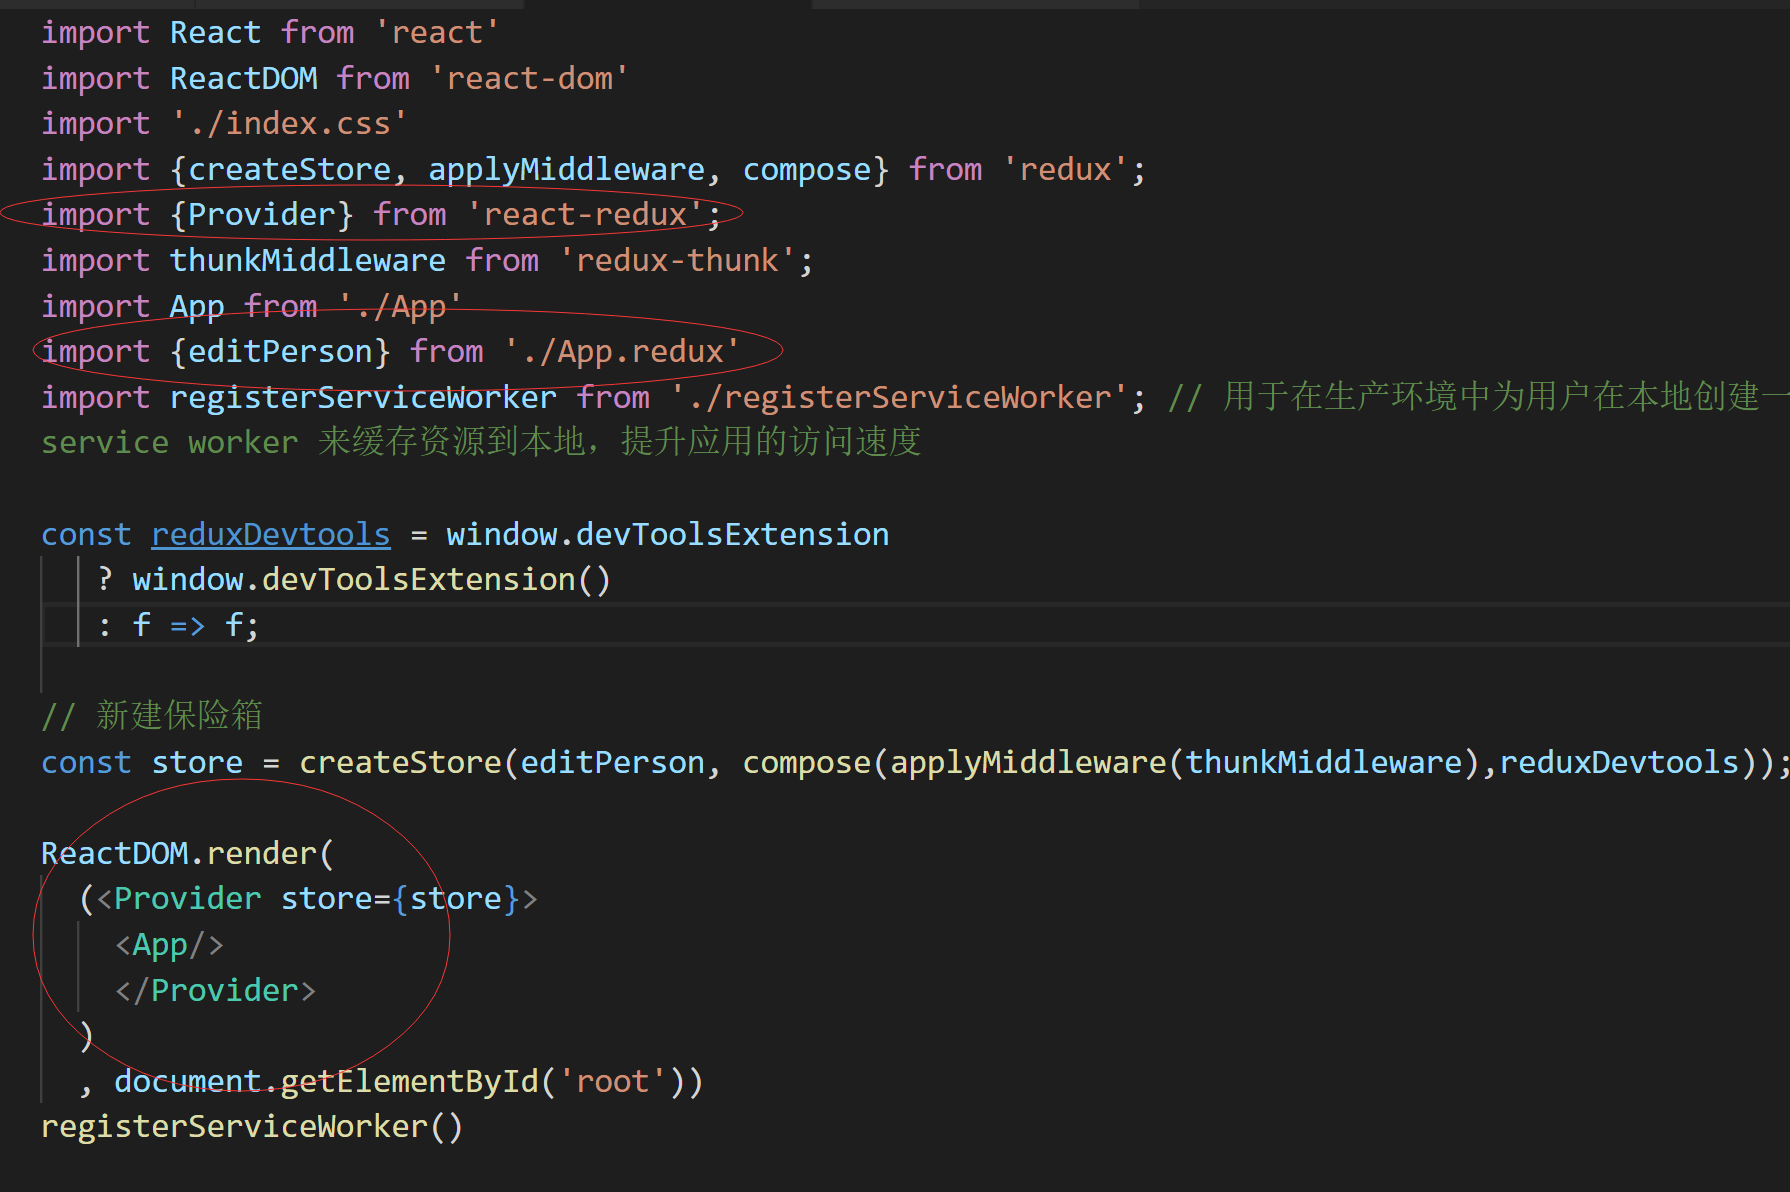 import React from 'react'
import ReactDOM from 'react-dom'
import './index.css'
import {createStore, applyMiddleware, compose} from 'redux';
import {Provider} from 'react-redux';
import thunkMiddleware from 'redux-thunk';
import App from './App'
import {editPerson} from './App.redux'
import registerServiceWorker from './registerServiceWorker'; // 用于在生产环境中为用户在本地创建一
service worker 来缓存资源到本地，提升应用的访问速度
const reduxDevtools = window.devToolsExtension
? window.devToolsExtension()
: f => f;
// 新建保险箱
const store = createStore(editPerson, compose(applyMiddleware(thunkMiddleware),reduxDevtools));
ReactDOM.render(
(<Provider store={store}>
<App/>
</Provider>
)
, document.getElementById('root'))
registerServiceWorker()